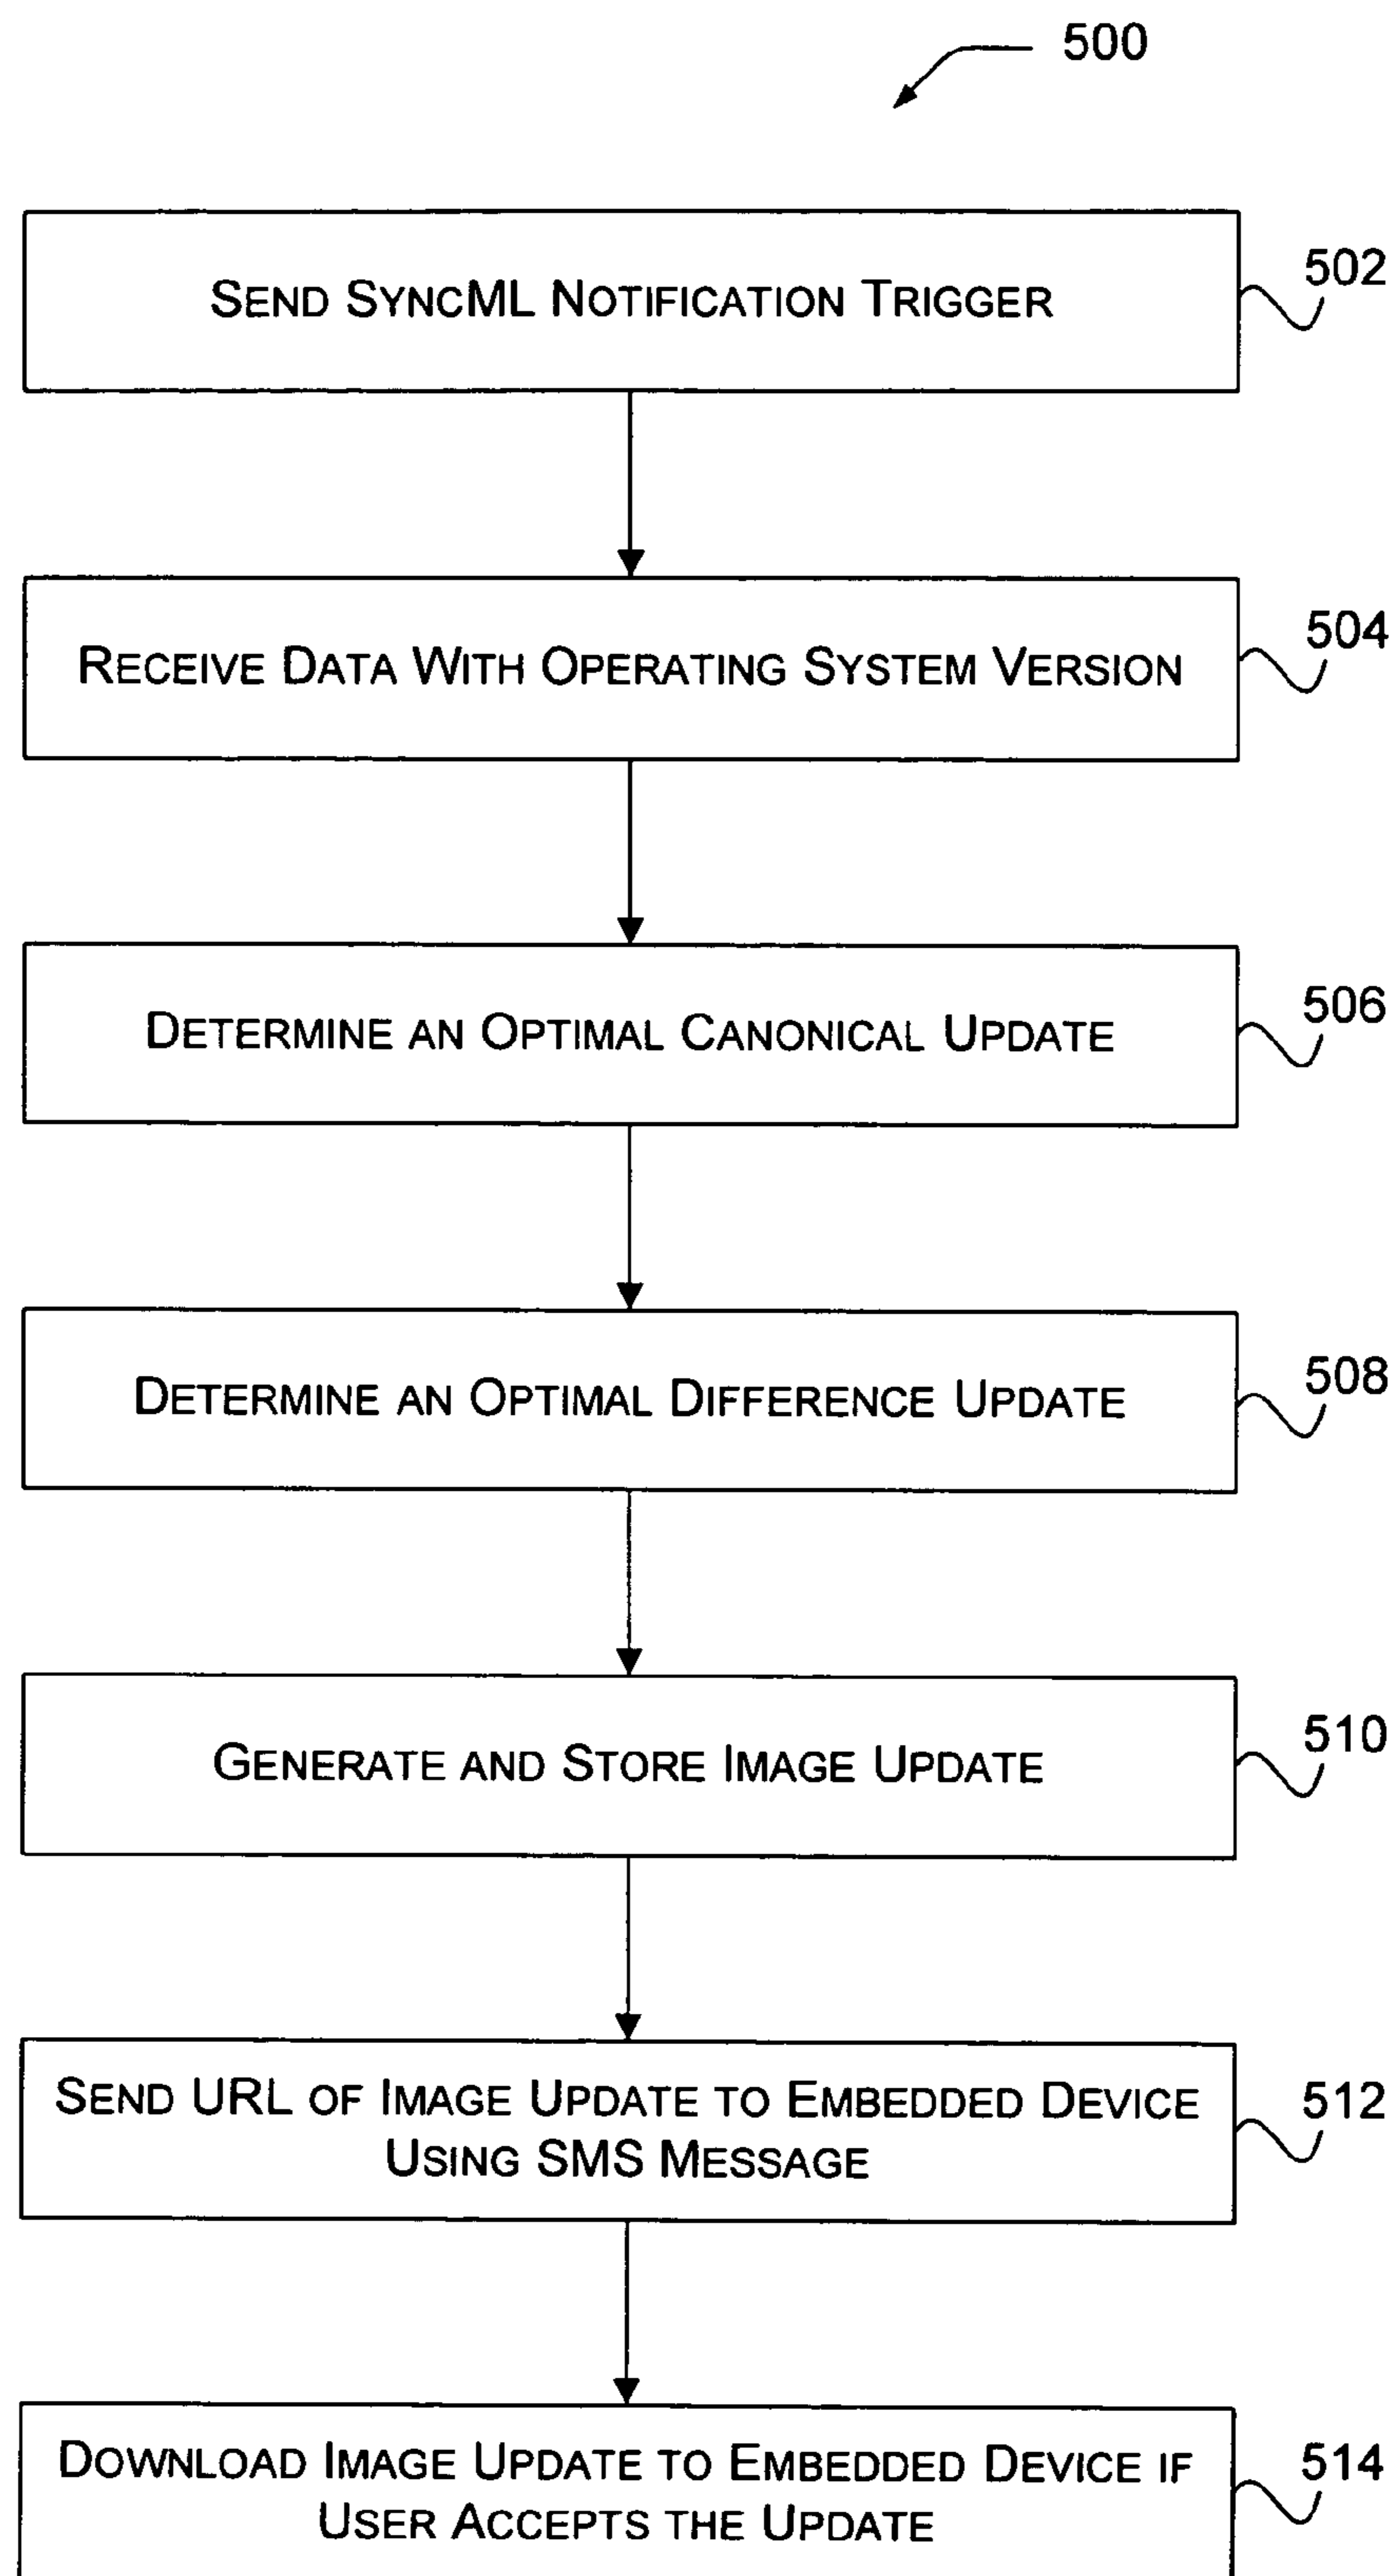 500
SEND SYNCML NOTIFICATION TRIGGER
502
RECEIVE DATA WITH OPERATING SYSTEM VERSION
504
DETERMINE AN OPTIMAL CANONICAL UPDATE
506
DETERMINE AN OPTIMAL DIFFERENCE UPDATE
508
GENERATE AND STORE IMAGE UPDATE
510
SEND URL OF IMAGE UPDATE TO EMBEDDED DEVICE
USING SMS MESSAGE
512
DOWNLOAD IMAGE UPDATE TO EMBEDDED DEVICE IF
USER ACCEPTS THE UPDATE
514